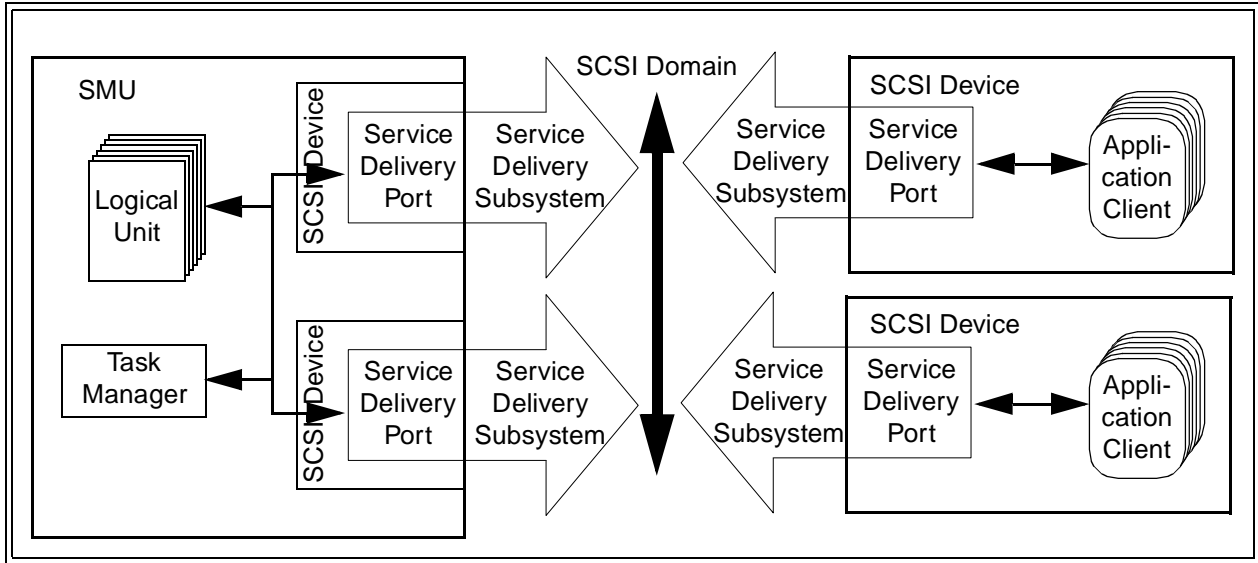 SMU
Logical
Unit
Task
Manager
SCSI Device
Service
Delivery
Port
Service
Delivery
Subsystem
SCSI Device
Service
Delivery
Port
Service
Delivery
Subsystem
SCSI Domain
Service
Delivery
Subsystem
SCSI Device
Service
Delivery
Port
Appli-
cation
Client
Service
Delivery
Subsystem
SCSI Device
Service
Delivery
Port
Appli-
cation
Client